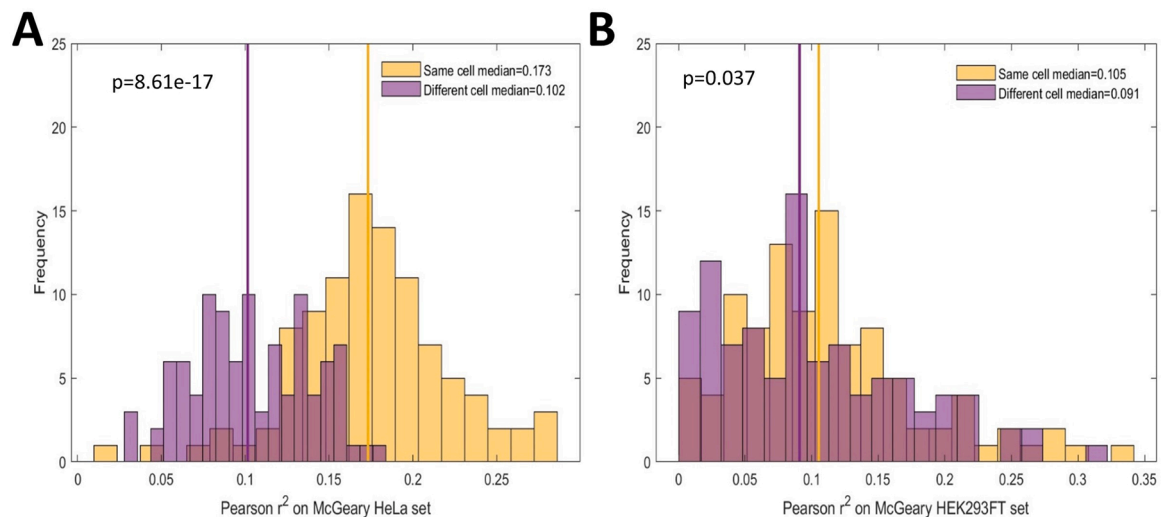 A
25
20
15
10
5
0
Frequency
p=8.61e-17
Same cell median=0.173
Different cell median=0.102
0
0.05
0.1
0.15
0.2
0.25
Pearson r² on McGeary HeLa set
B
25
20
15
10
5
0
Frequency
p=0.037
Same cell median=0.105
Different cell median=0.091
0
0.05
0.1
0.15
0.2
0.25
0.3
0.35
Pearson r² on McGeary HEK293FT set